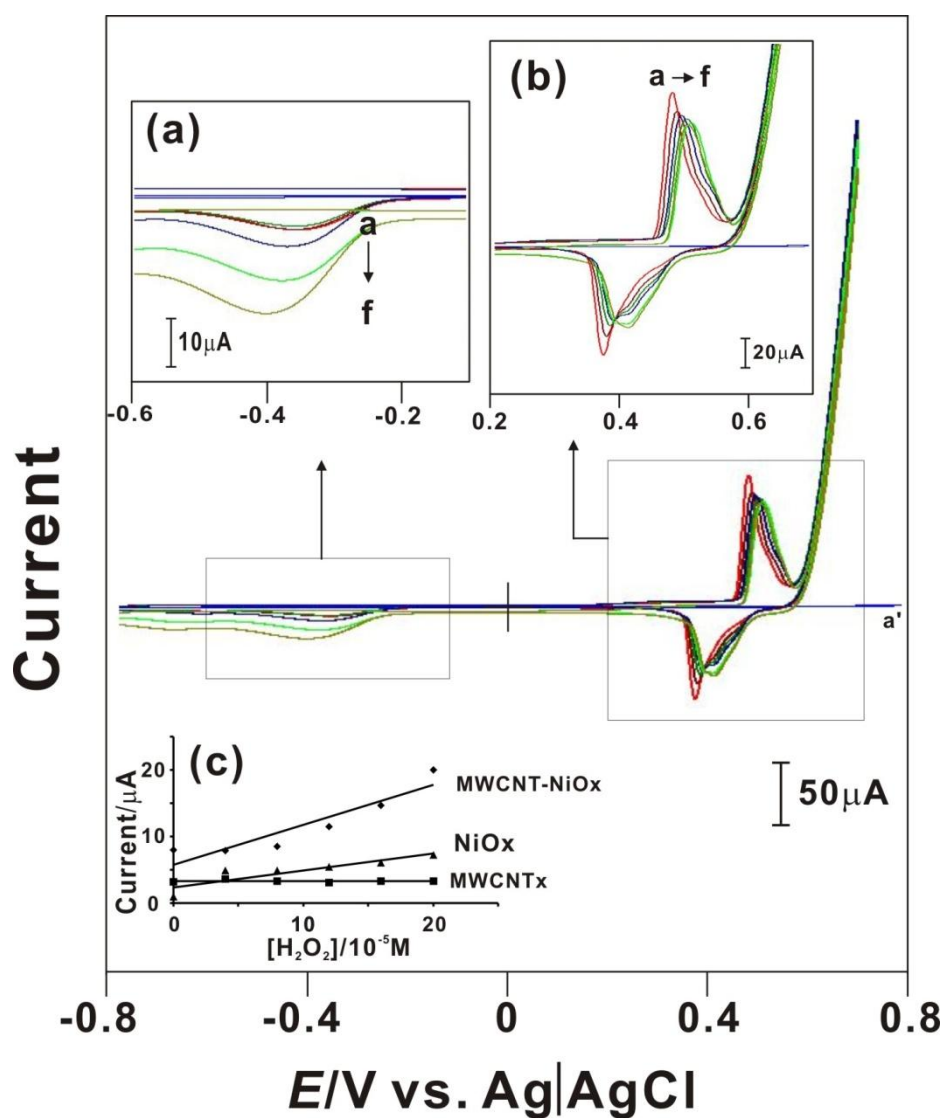 (a)
a
f
10μA
-0.6
-0.4
-0.2
(b)
a → f
20μA
0.2
0.4
0.6
Current
a'
50μA
(c)
Current/μA
20
10
0
MWCNT-NiOx
NiOx
MWCNTx
0
10
20
[H₂O₂]/10⁻⁵M
-0.8
-0.4
0
0.4
0.8
E/V vs. Ag|AgCl